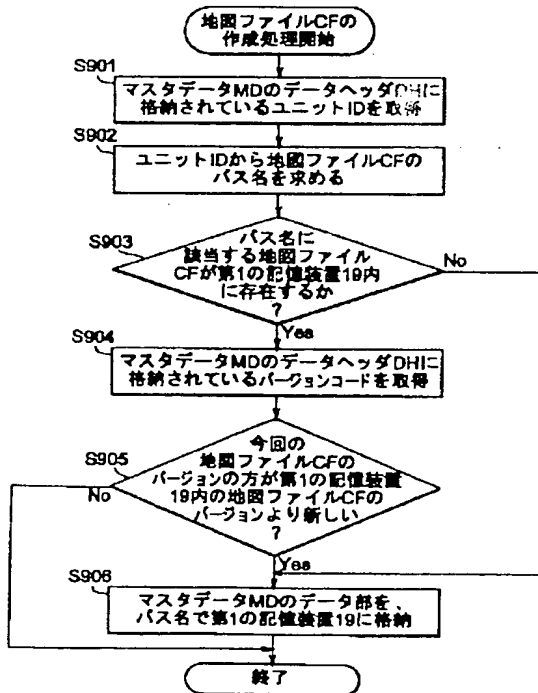 地図ファイルCFの
作成処理開始
S901
マスタデータMDのデータヘッダDHに
格納されているユニットIDを取得
S902
ユニットIDから地図ファイルCFの
パス名を求める
S903
パス名に
該当する地図ファイル
CFが第1の記憶装置19内
に存在するか
?
No
Yes
S904
マスタデータMDのデータヘッダDHに
格納されているバージョンコードを取得
S905
今回の
地図ファイルCFの
バージョンの方が第1の記憶装置
19内の地図ファイルCFの
バージョンより新しい
?
No
Yes
S906
マスタデータMDのデータ部を、
パス名で第1の記憶装置19に格納
終了